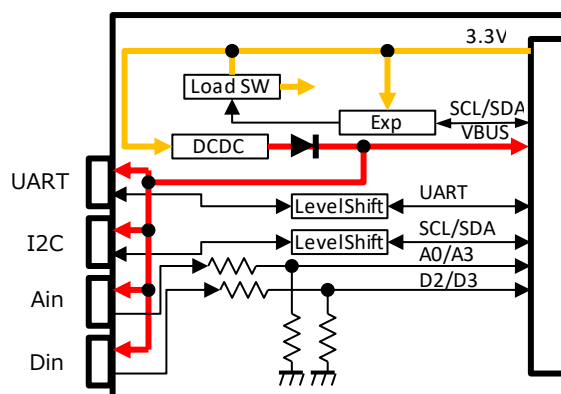 3.3V
Load SW
Exp
SCL/SDA
DCDC
VBUS
UART
LevelShift
UART
I2C
LevelShift
SCL/SDA
A0/A3
Ain
D2/D3
Din